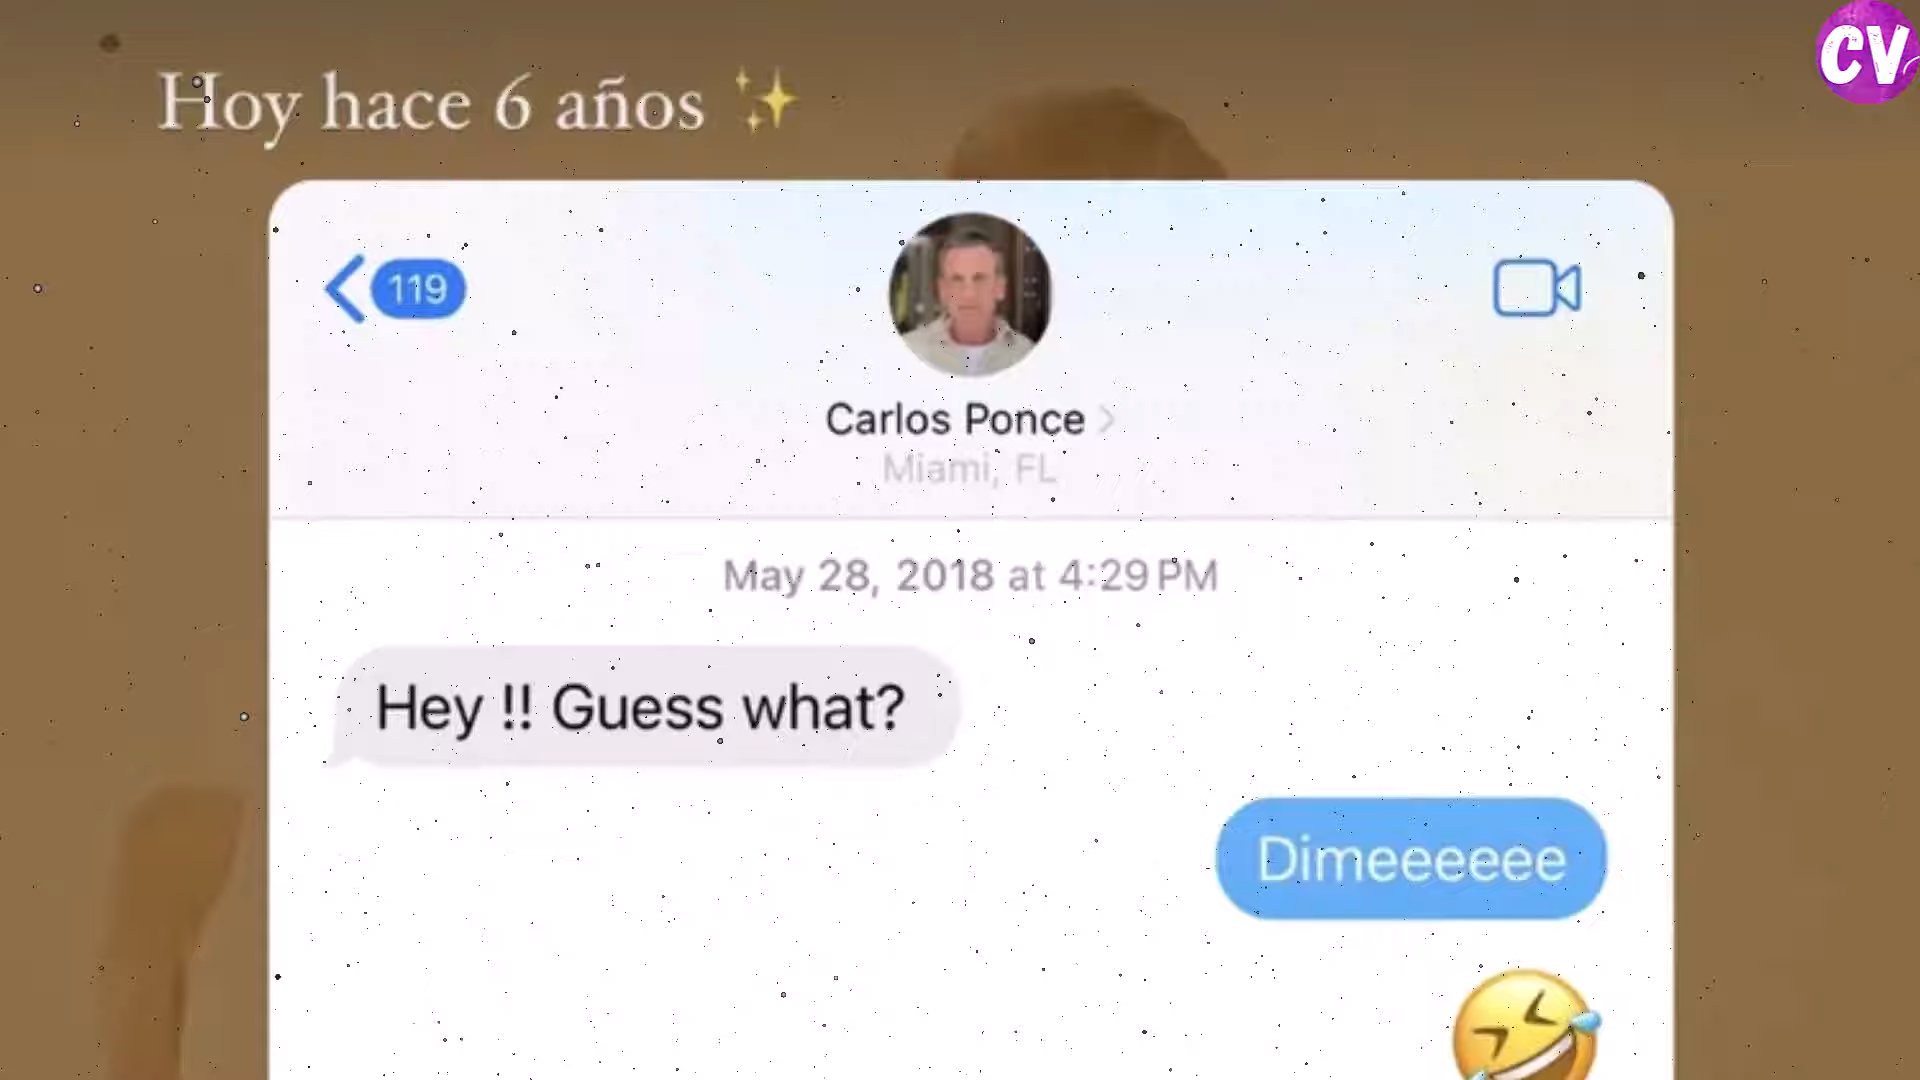 CV
Hoy hace 6 años
119
Carlos Ponce
Miami, FL
May 28, 2018 at 4:29 PM
Hey !! Guess what?
Dimeeeeee